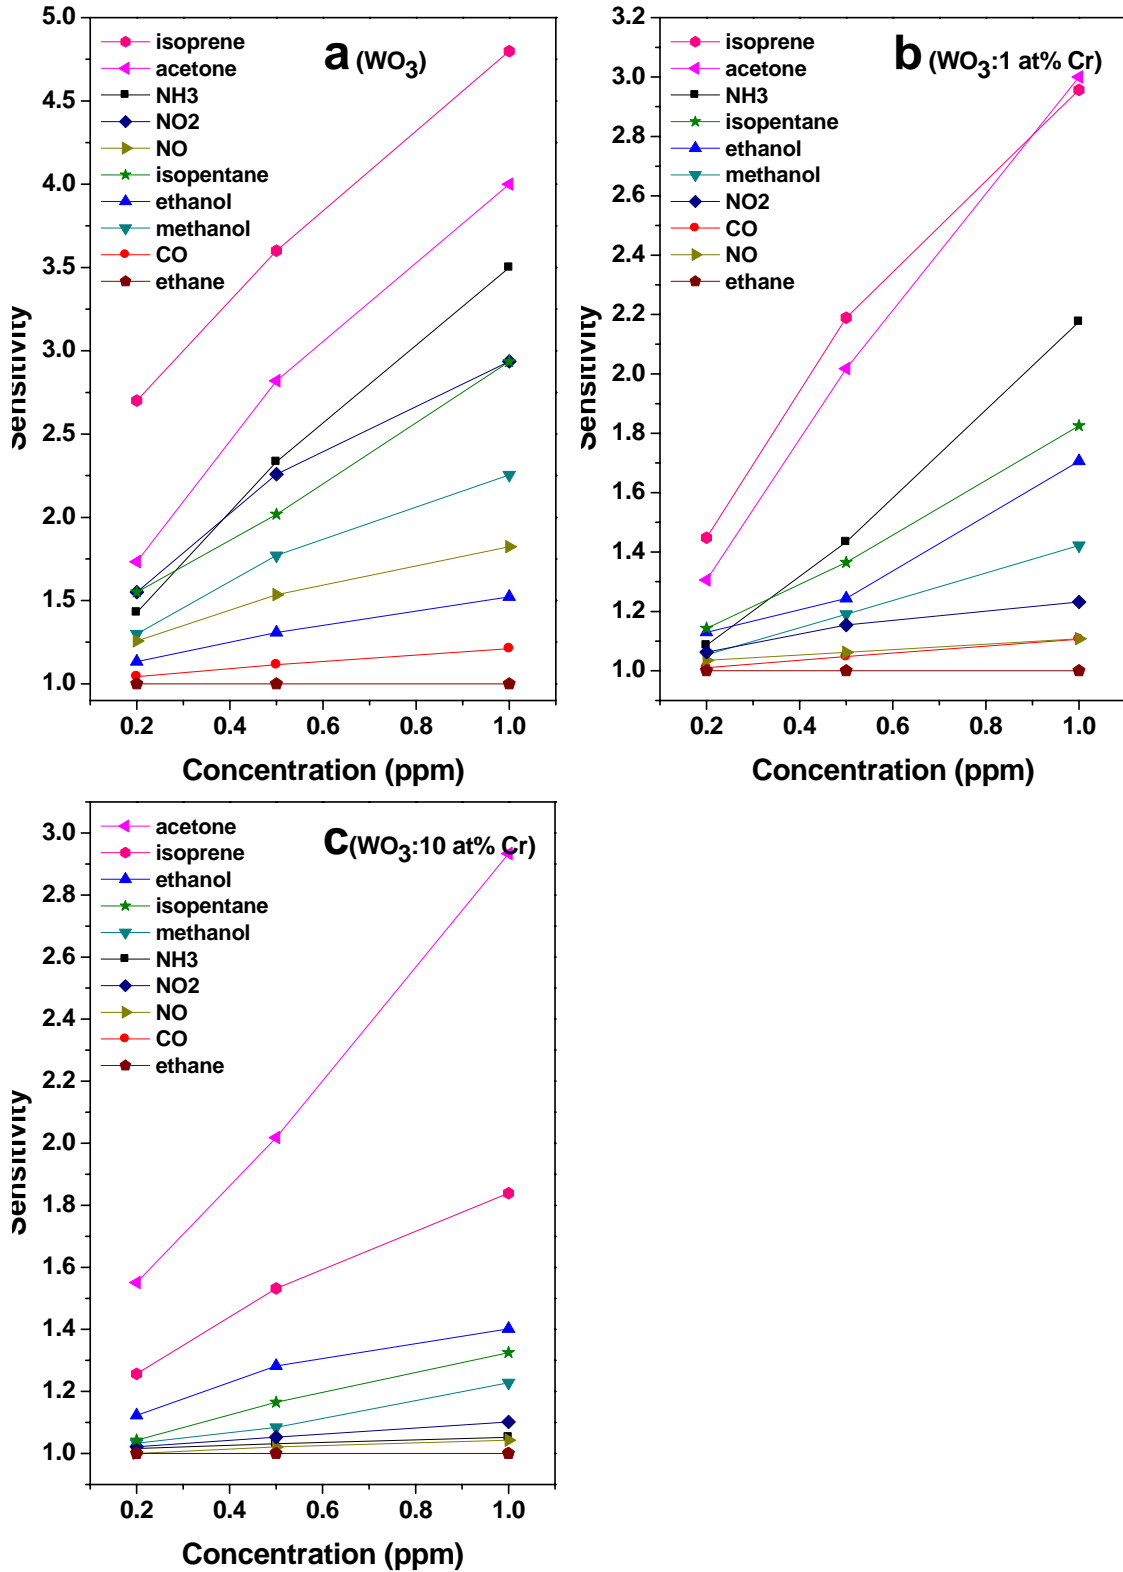 a (WO3)
isoprene
acetone
NH3
NO2
NO
isopentane
ethanol
methanol
CO
ethane
5.0
4.5
4.0
3.5
3.0
2.5
2.0
1.5
1.0
Sensitivity
0.2 0.4 0.6 0.8 1.0
Concentration (ppm)
b (WO3:1 at% Cr)
isoprene
acetone
NH3
isopentane
ethanol
methanol
NO2
CO
NO
ethane
3.2
3.0
2.8
2.6
2.4
2.2
2.0
1.8
1.6
1.4
1.2
1.0
Sensitivity
0.2 0.4 0.6 0.8 1.0
Concentration (ppm)
c(WO3:10 at% Cr)
acetone
isoprene
ethanol
isopentane
methanol
NH3
NO2
NO
CO
ethane
3.0
2.8
2.6
2.4
2.2
2.0
1.8
1.6
1.4
1.2
1.0
Sensitivity
0.2 0.4 0.6 0.8 1.0
Concentration (ppm)